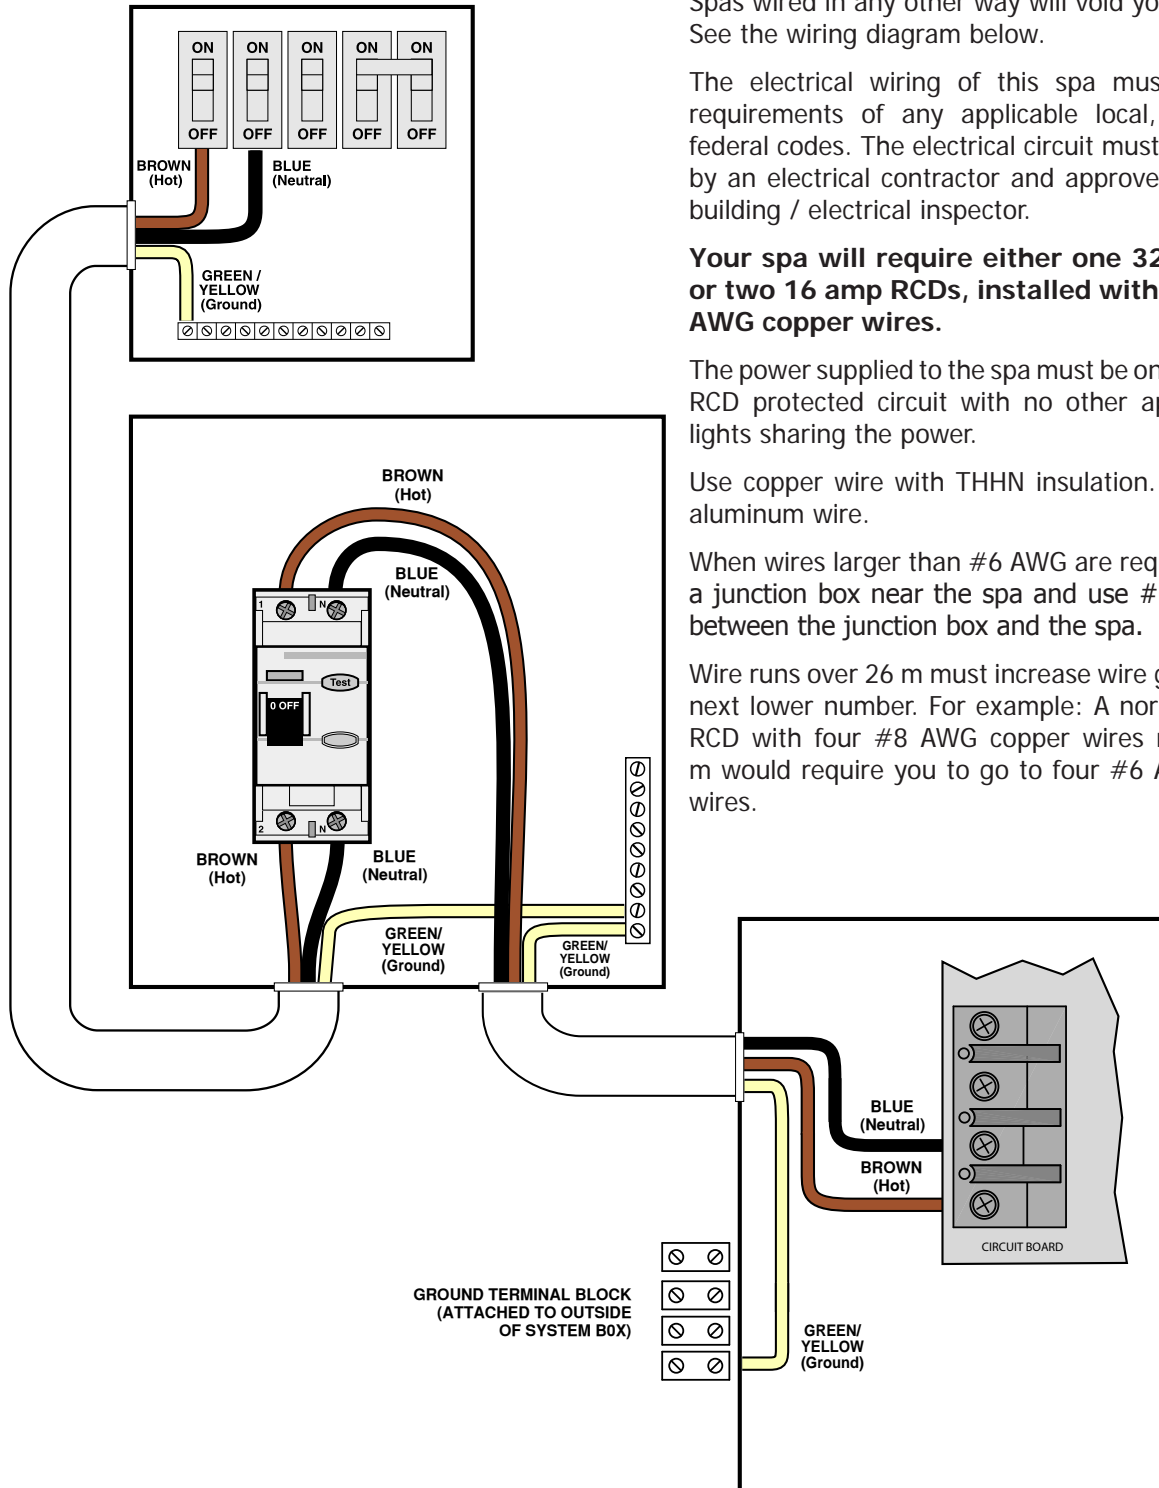 Spas wired in any other way will void yo
See the wiring diagram below.
The electrical wiring of this spa mus
requirements of any applicable local,
federal codes. The electrical circuit must
by an electrical contractor and approve
building / electrical inspector.
Your spa will require either one 32
or two 16 amp RCDs, installed with
AWG copper wires.
The power supplied to the spa must be on
RCD protected circuit with no other ap
lights sharing the power.
Use copper wire with THHN insulation.
aluminum wire.
When wires larger than #6 AWG are req
a junction box near the spa and use #
between the junction box and the spa.
Wire runs over 26 m must increase wire g
next lower number. For example: A nor
RCD with four #8 AWG copper wires r
m would require you to go to four #6 A
wires.
ON ON ON ON ON
OFF OFF OFF OFF OFF
BROWN
(Hot)
BLUE
(Neutral)
GREEN /
YELLOW
(Ground)
BROWN
(Hot)
BLUE
(Neutral)
1 N
Test
0 OFF
2 N
BROWN
(Hot)
BLUE
(Neutral)
GREEN/
YELLOW
(Ground)
GREEN/
YELLOW
(Ground)
BLUE
(Neutral)
BROWN
(Hot)
CIRCUIT BOARD
GROUND TERMINAL BLOCK
(ATTACHED TO OUTSIDE
OF SYSTEM B0X)
GREEN/
YELLOW
(Ground)